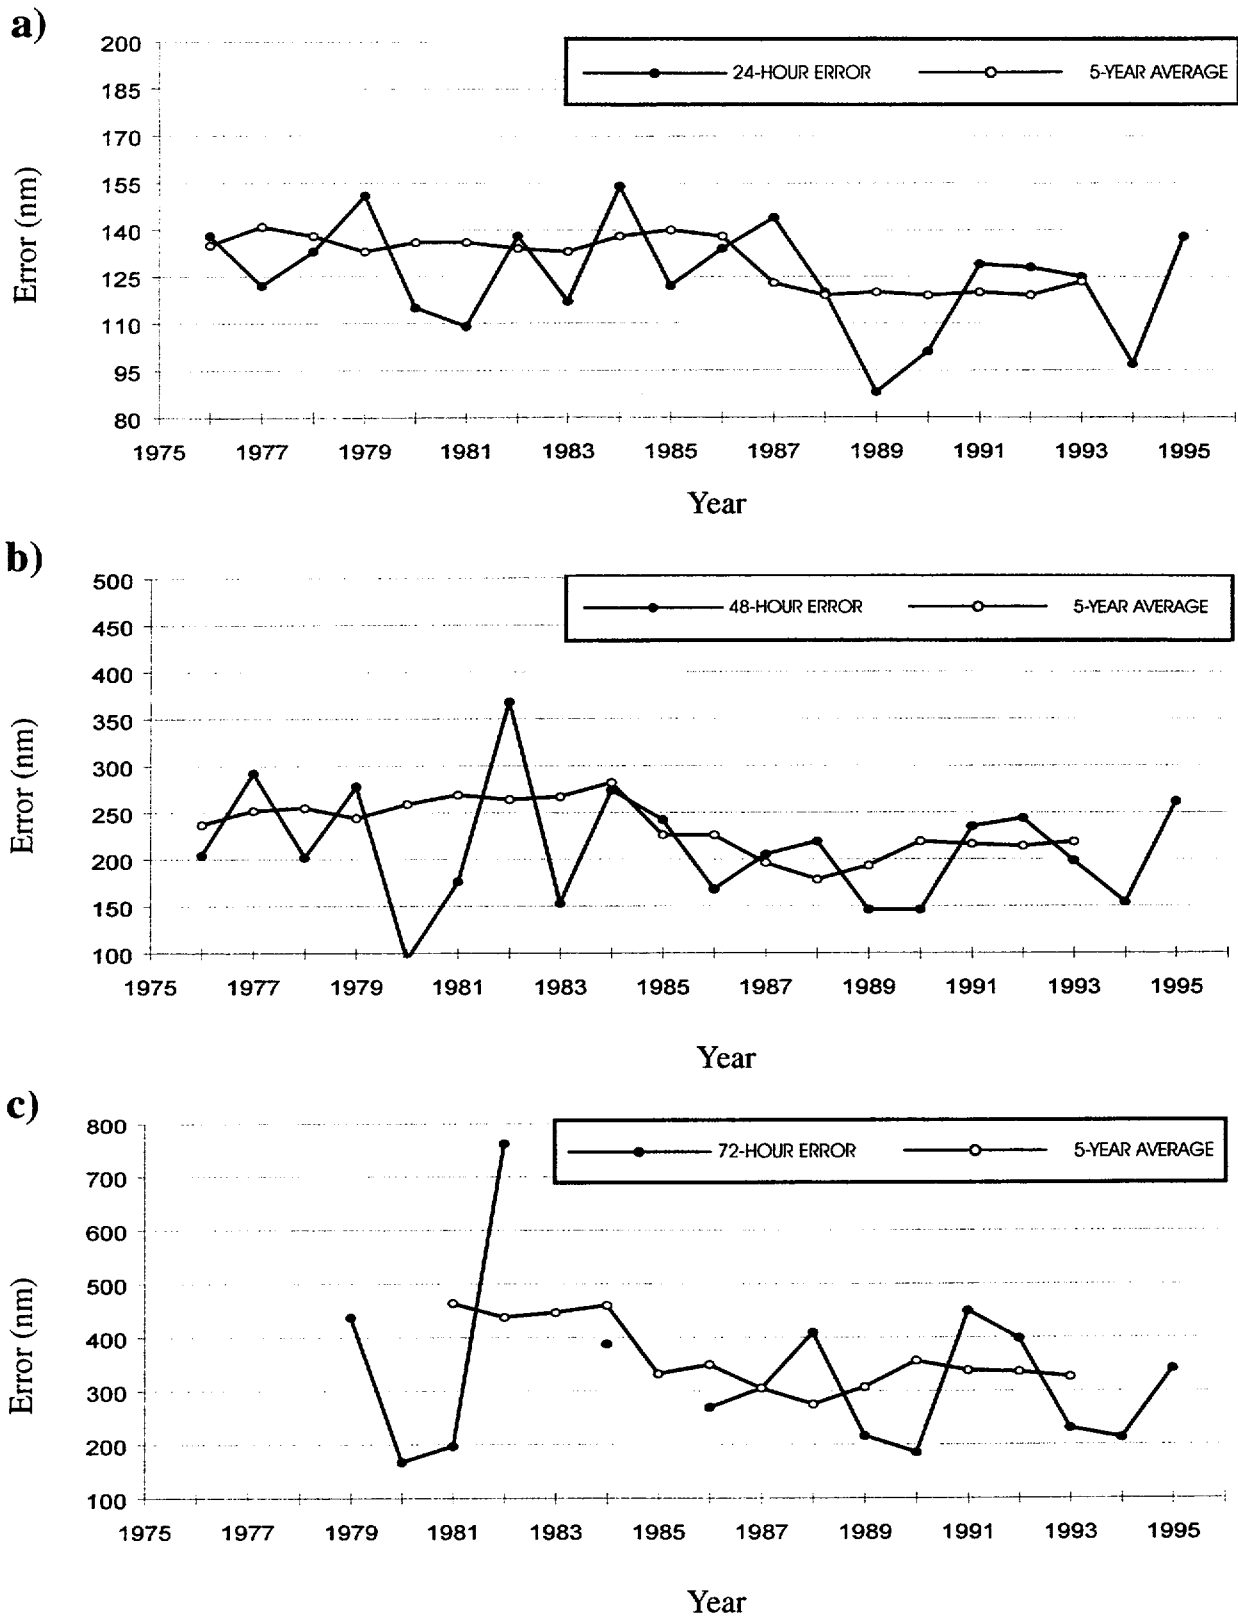 a)
200
24-HOUR ERROR 5-YEAR AVERAGE
185
170
155
140
125
110
95
80
Error (nm)
1975 1977 1979 1981 1983 1985 1987 1989 1991 1993 1995
Year
b)
500
48-HOUR ERROR 5-YEAR AVERAGE
450
400
350
300
250
200
150
100
Error (nm)
1975 1977 1979 1981 1983 1985 1987 1989 1991 1993 1995
Year
c)
800
72-HOUR ERROR 5-YEAR AVERAGE
700
600
500
400
300
200
100
Error (nm)
1975 1977 1979 1981 1983 1985 1987 1989 1991 1993 1995
Year